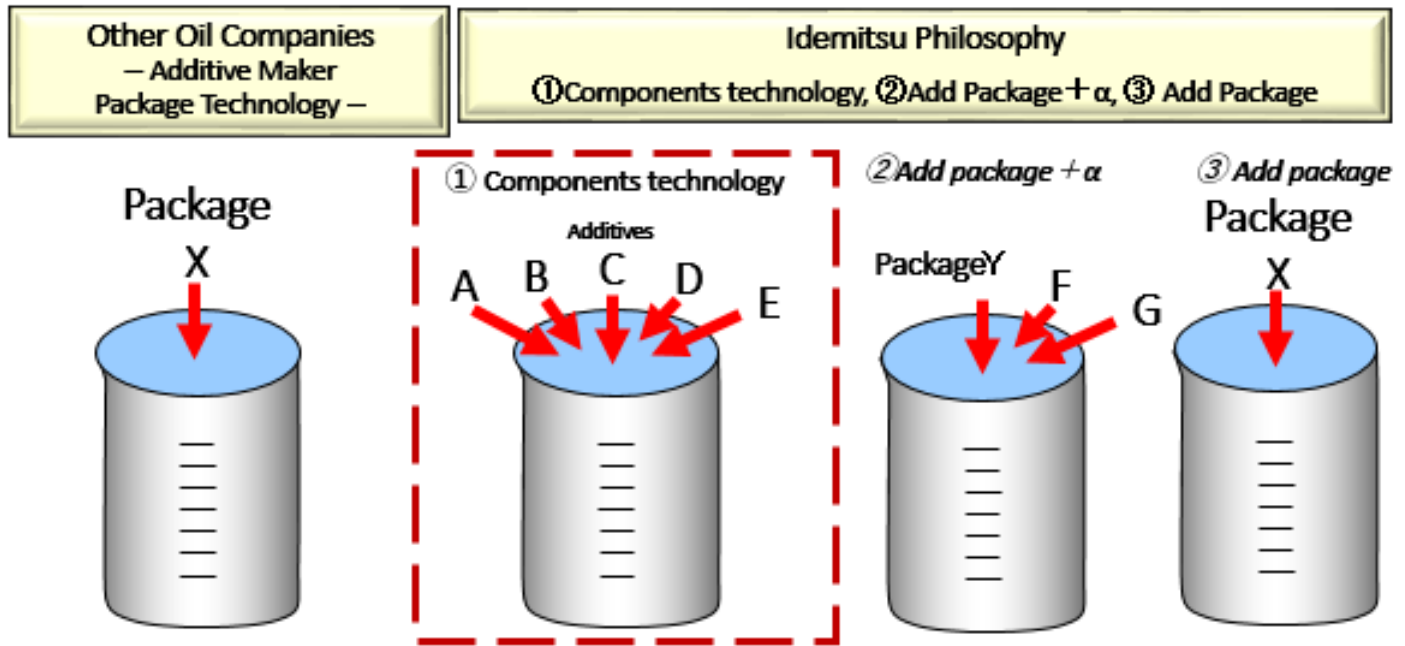 Other Oil Companies
– Additive Maker
Package Technology –
Idemitsu Philosophy
①Components technology, ②Add Package+α, ③ Add Package
Package
X
① Components technology
Additives
A
B
C
D
E
②Add package +α
PackageY
F
G
③ Add package
Package
X